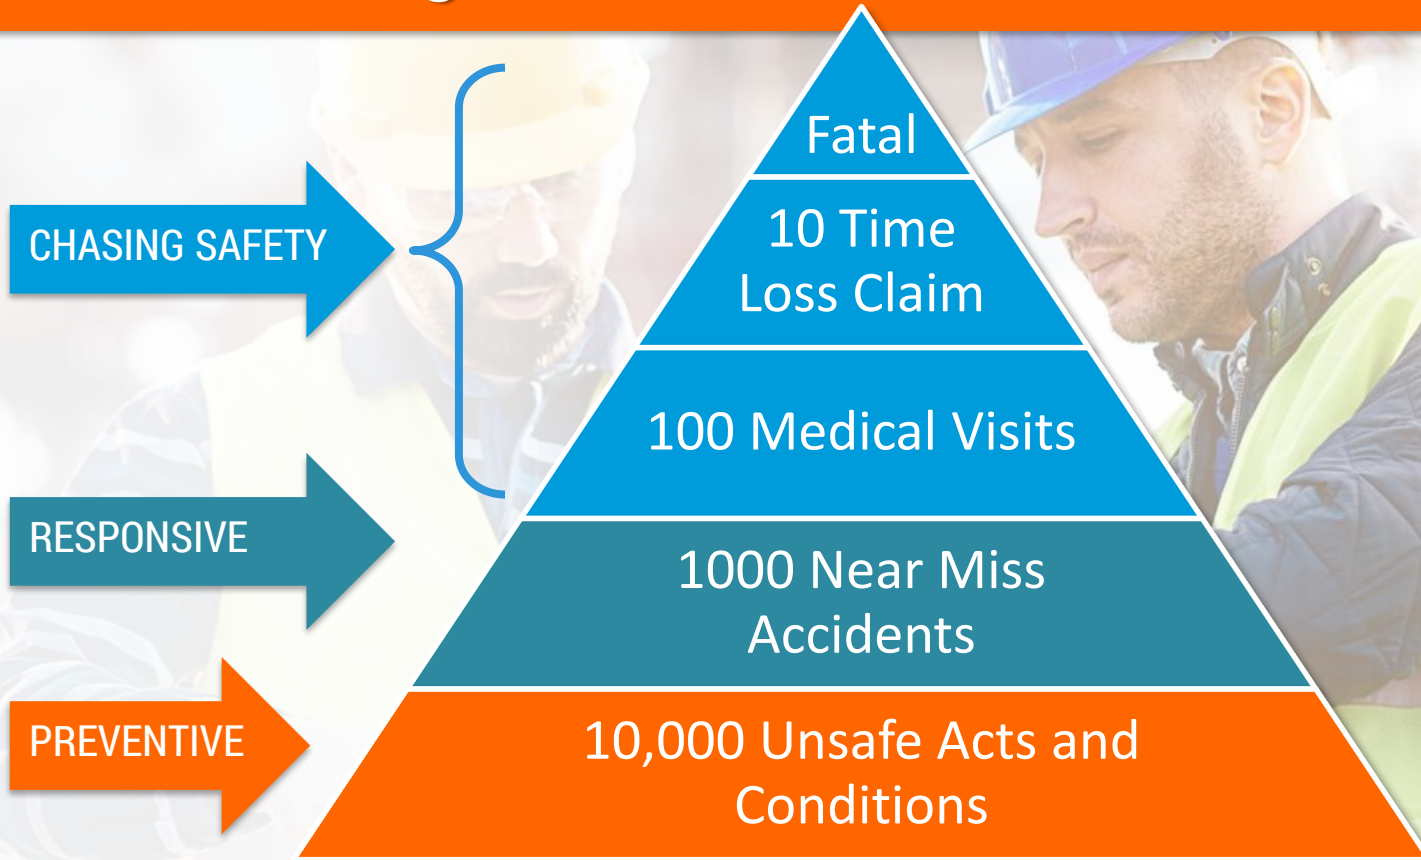 Fatal
10 Time
Loss Claim
CHASING SAFETY
100 Medical Visits
RESPONSIVE
1000 Near Miss
Accidents
PREVENTIVE
10,000 Unsafe Acts and
Conditions